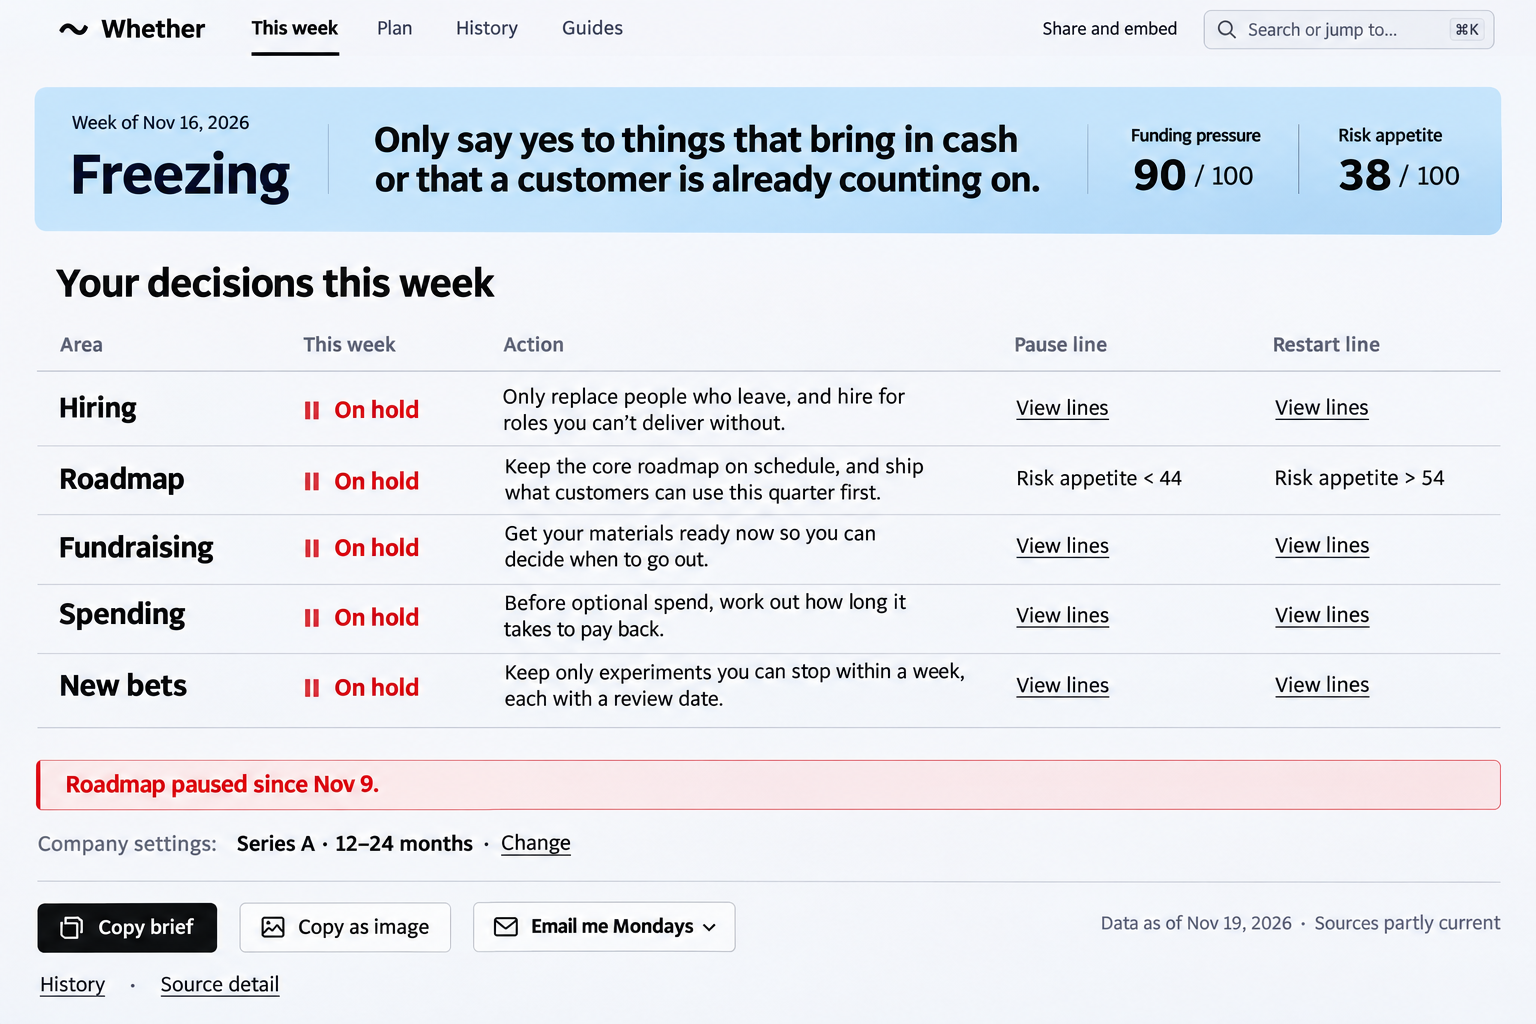 Whether
This week
Plan
History
Guides
Share and embed
Search or jump to...
⌘K
Week of Nov 16, 2026
Freezing
Only say yes to things that bring in cash
or that a customer is already counting on.
Funding pressure
90 / 100
Risk appetite
38 / 100
Your decisions this week
Area
This week
Action
Pause line
Restart line
Hiring
On hold
Only replace people who leave, and hire for
roles you can’t deliver without.
View lines
View lines
Roadmap
On hold
Keep the core roadmap on schedule, and ship
what customers can use this quarter first.
Risk appetite < 44
Risk appetite > 54
Fundraising
On hold
Get your materials ready now so you can
decide when to go out.
View lines
View lines
Spending
On hold
Before optional spend, work out how long it
takes to pay back.
View lines
View lines
New bets
On hold
Keep only experiments you can stop within a week,
each with a review date.
View lines
View lines
Roadmap paused since Nov 9.
Company settings: Series A · 12–24 months · Change
Copy brief
Copy as image
Email me Mondays
Data as of Nov 19, 2026 · Sources partly current
History · Source detail